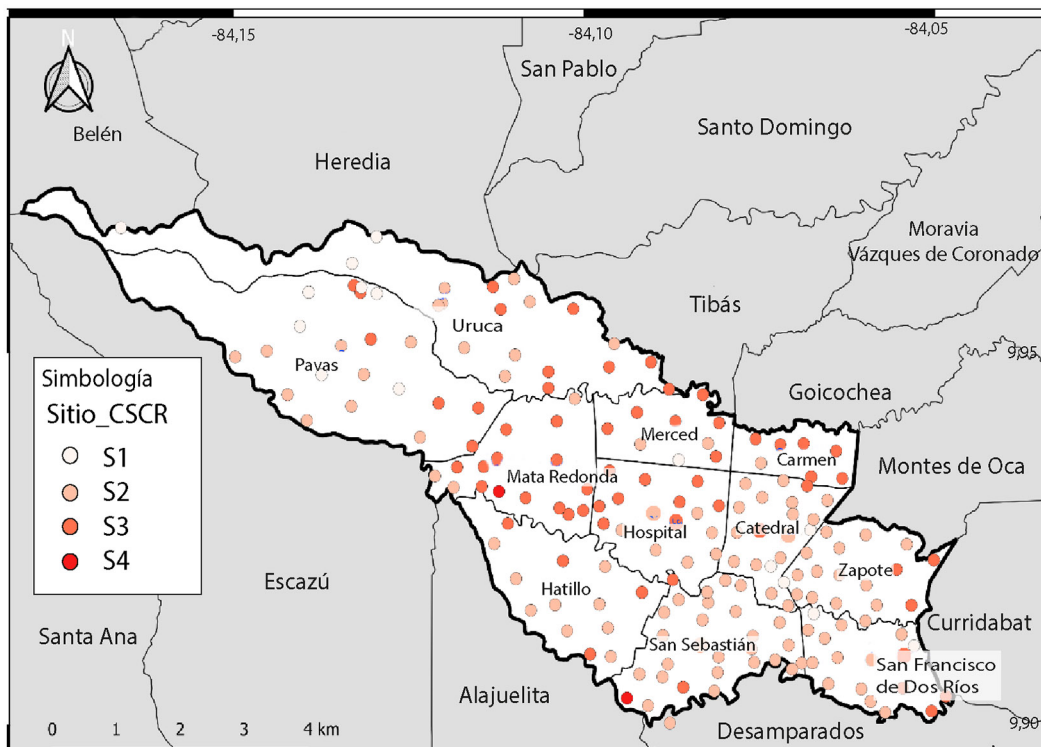 -84,15
-84,10
-84,05
N
San Pablo
Belén
Santo Domingo
Heredia
Moravia
Vázques de Coronado
Tibás
Uruca
9,95
Pavas
Simbología
Sitio_CSCR
S1
S2
S3
S4
Goicochea
Merced
Carmen
Montes de Oca
Mata Redonda
Hospital
Catedral
Zapote
Escazú
Hatillo
Curridabat
Santa Ana
San Sebastián
San Francisco
de Dos Ríos
Alajuelita
9,90
0 1 2 3 4 km
Desamparados